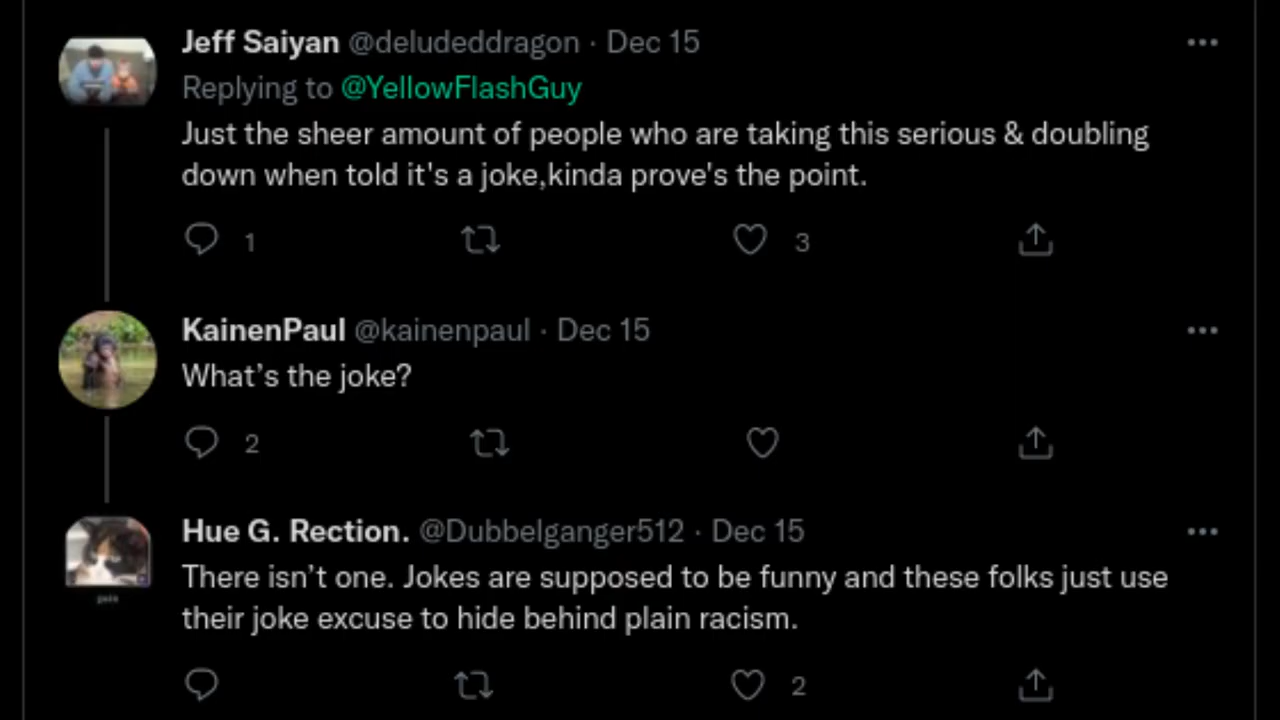 Jeff Saiyan @deludeddragon · Dec 15
Replying to @YellowFlashGuy
Just the sheer amount of people who are taking this serious & doubling
down when told it's a joke,kinda prove's the point.
1 3
KainenPaul @kainenpaul · Dec 15
What’s the joke?
2
Hue G. Rection. @Dubbelganger512 · Dec 15
There isn’t one. Jokes are supposed to be funny and these folks just use
their joke excuse to hide behind plain racism.
2